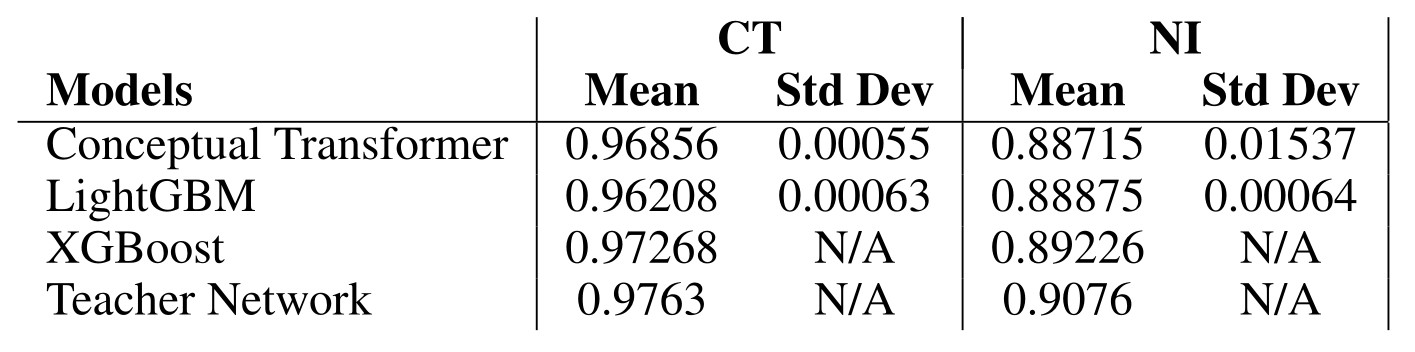 CT NI
Models Mean Std Dev Mean Std Dev
Conceptual Transformer 0.96856 0.00055 0.88715 0.01537
LightGBM 0.96208 0.00063 0.88875 0.00064
XGBoost 0.97268 N/A 0.89226 N/A
Teacher Network 0.9763 N/A 0.9076 N/A